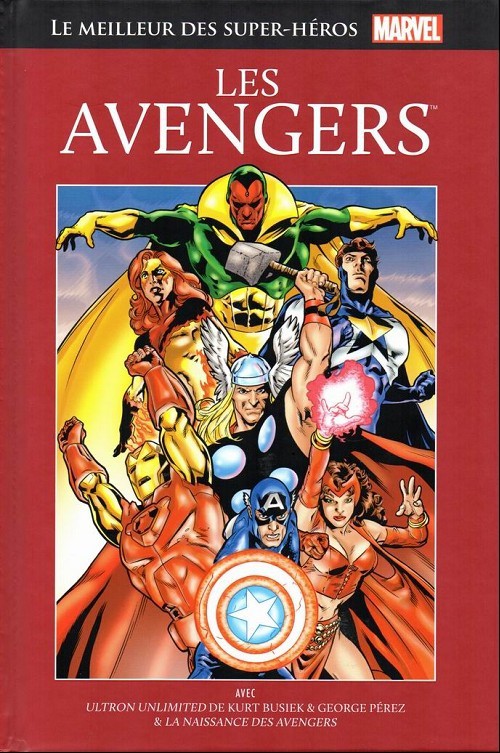 LE MEILLEUR DES SUPER-HÉROS MARVEL
LES
AVENGERS™
A
AVEC
ULTRON UNLIMITED DE KURT BUSIEK & GEORGE PÉREZ
& LA NAISSANCE DES AVENGERS